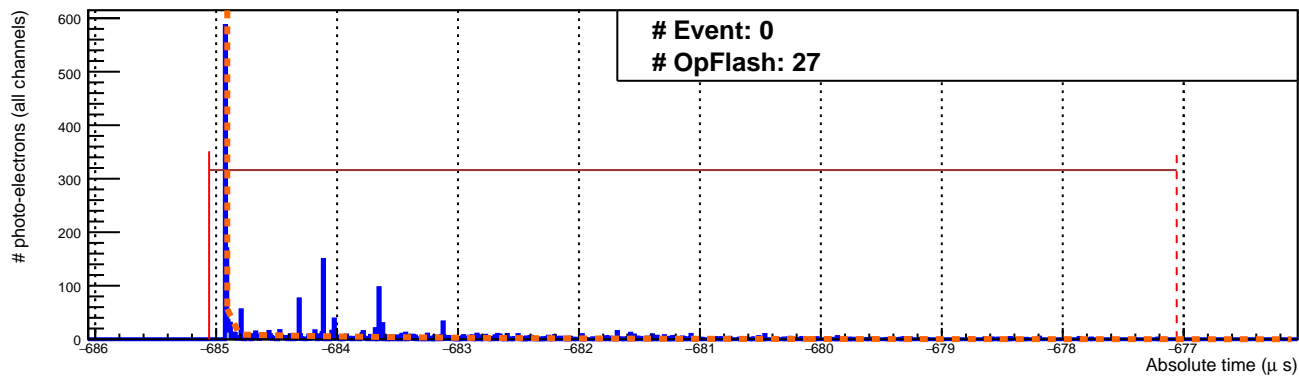 # Event: 0
# OpFlash: 27
# photo-electrons (all channels)
600
500
400
300
200
100
0
−686 −685 −684 −683 −682 −681 −680 −679 −678 −677
Absolute time (μ s)